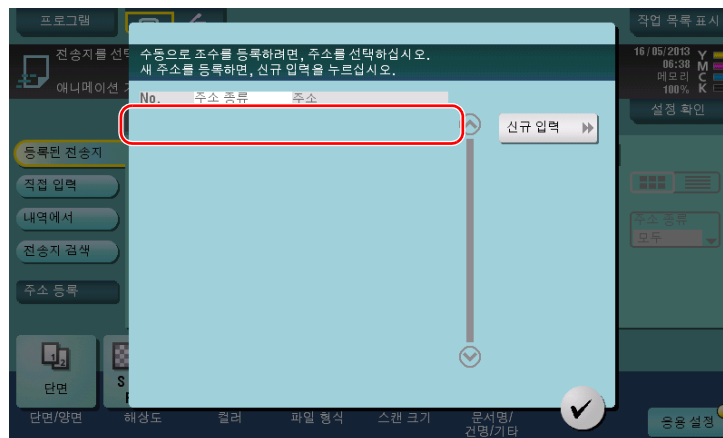 프로그램
작업 목록 표시
전송지를 선택
애니메이션
16/05/2013
06:38
메모리
100%
Y
M
C
K
설정 확인
수동으로 조수를 등록하려면, 주소를 선택하십시오.
새 주소를 등록하면, 신규 입력을 누르십시오.
No. 주소 종류 주소
신규 입력
등록된 전송지
직접 입력
내역에서
전송지 검색
주소 등록
주소 종류
모두
1
2
단면
S
단면/양면
해상도
컬러
파일 형식
스캔 크기
문서명/
건명/기타
응용 설정